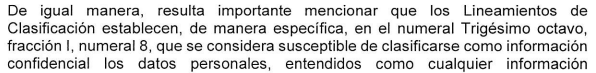 De igual manera, resulta importante mencionar que los Lineamientos de
Clasificación establecen, de manera específica, en el numeral Trigésimo octavo,
fracción I, numeral 8, que se considera susceptible de clasificarse como información
confidencial los datos personales, entendidos como cualquier información